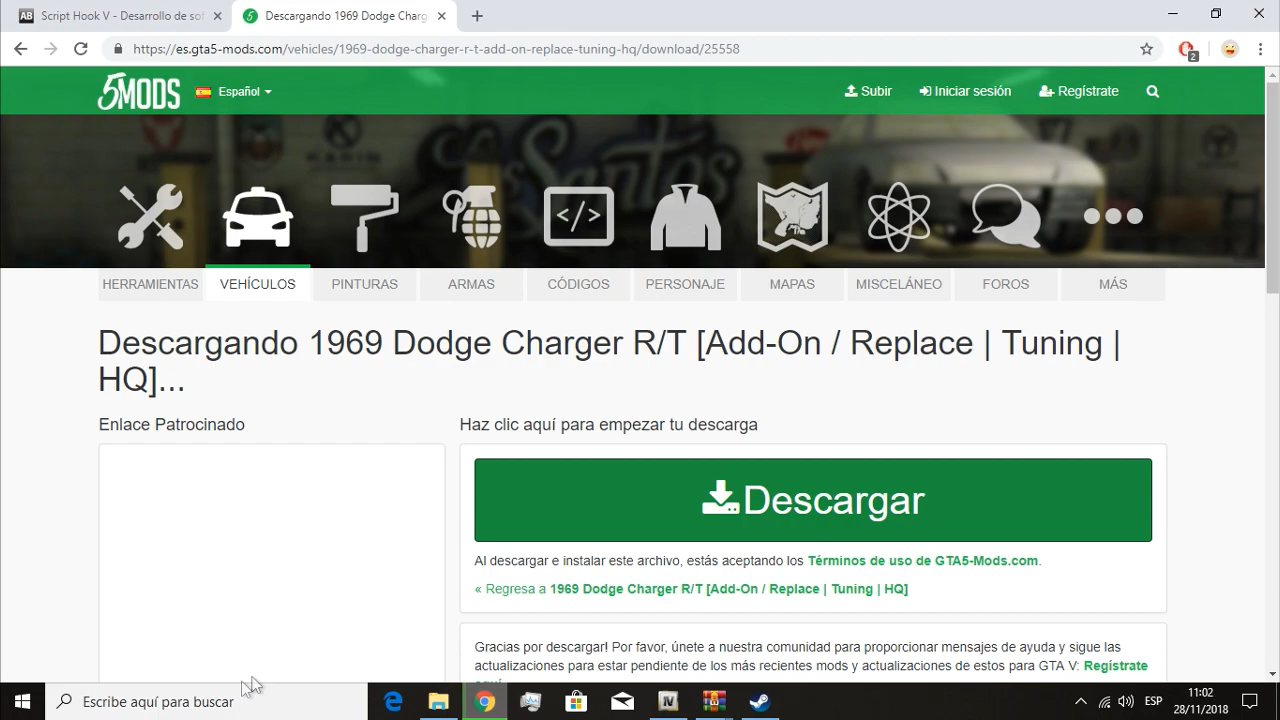 AB Script Hook V - Desarrollo de sof
5 Descargando 1969 Dodge Charg
https://es.gta5-mods.com/vehicles/1969-dodge-charger-r-t-add-on-replace-tuning-hq/download/25558
2
5MODS
Español
Subir
Iniciar sesión
Regístrate
Los Santos
KARIN
HERRAMIENTAS
VEHÍCULOS
PINTURAS
ARMAS
CÓDIGOS
PERSONAJE
MAPAS
MISCELÁNEO
FOROS
MÁS
Descargando 1969 Dodge Charger R/T [Add-On / Replace | Tuning |
HQ]...
Enlace Patrocinado
Haz clic aquí para empezar tu descarga
Descargar
Al descargar e instalar este archivo, estás aceptando los Términos de uso de GTA5-Mods.com.
« Regresa a 1969 Dodge Charger R/T [Add-On / Replace | Tuning | HQ]
Gracias por descargar! Por favor, únete a nuestra comunidad para proporcionar mensajes de ayuda y sigue las
actualizaciones para estar pendiente de los más recientes mods y actualizaciones de estos para GTA V: Regístrate
Escribe aquí para buscar
ESP
11:02
28/11/2018